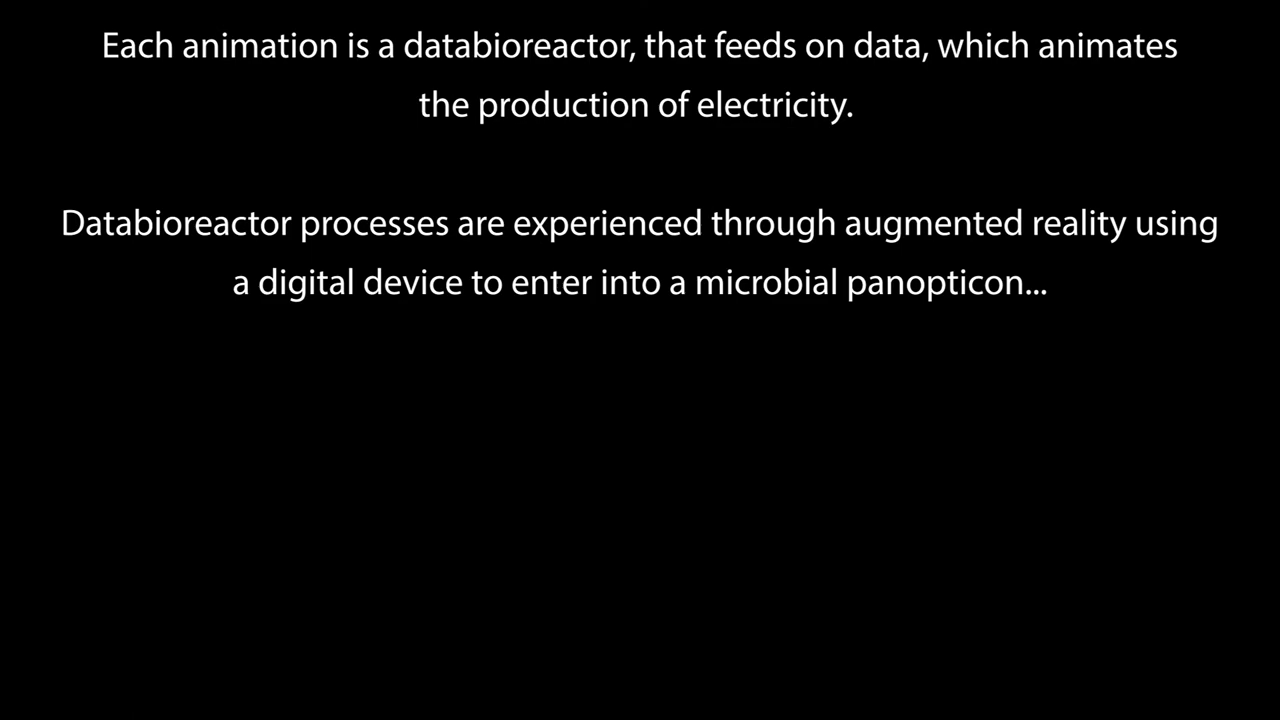 Each animation is a databioreactor, that feeds on data, which animates
the production of electricity.
Databioreactor processes are experienced through augmented reality using
a digital device to enter into a microbial panopticon...